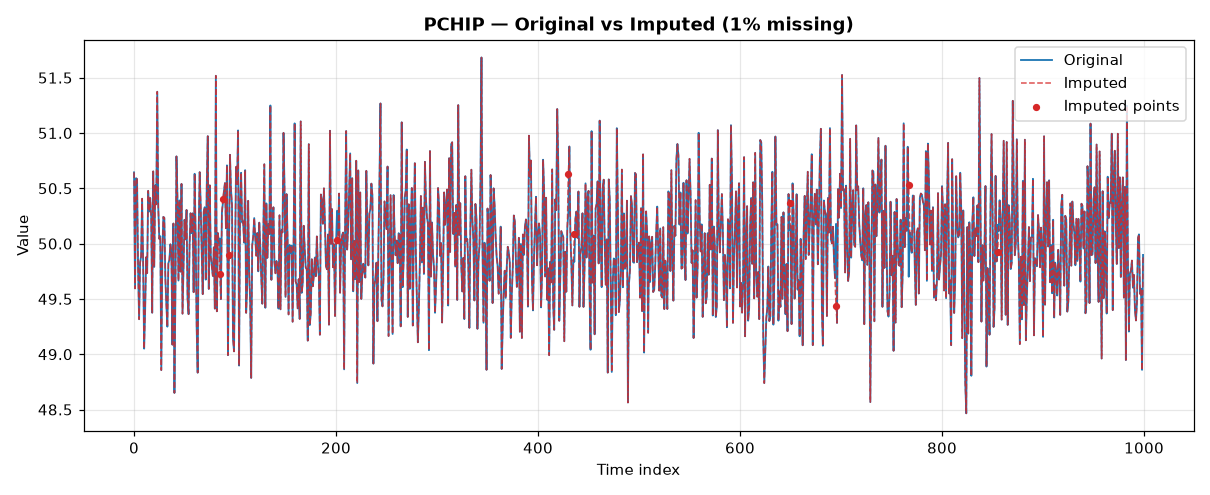 PCHIP — Original vs Imputed (1% missing)
Original
Imputed
Imputed points
51.5
51.0
50.5
50.0
49.5
49.0
48.5
Value
0
200
400
600
800
1000
Time index